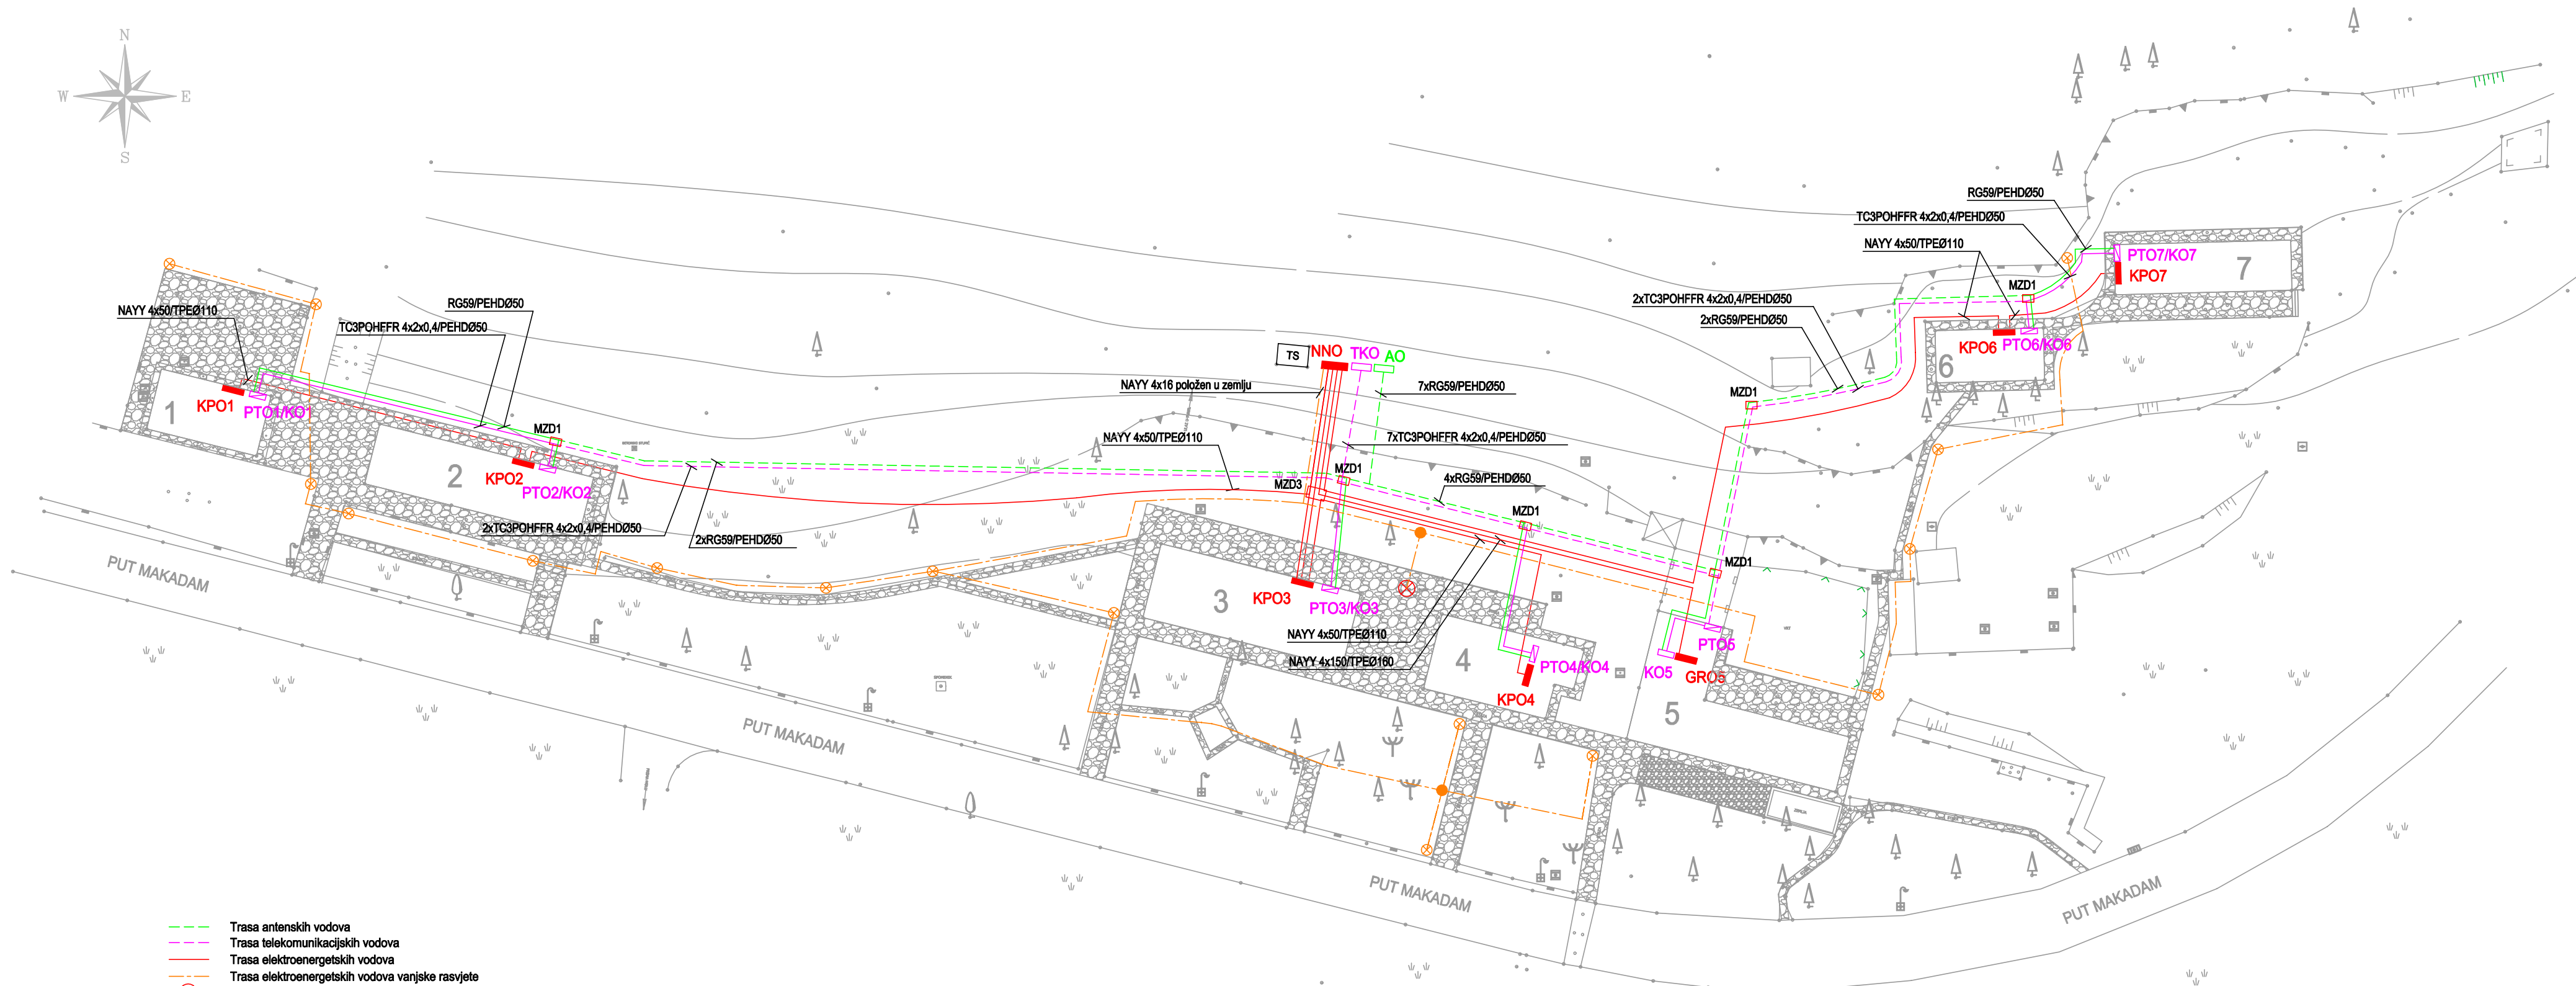 N
W
E
S
RG59/PEHDØ50
TC3POHFFR 4x2x0,4/PEHDØ50
NAYY 4x50/TPEØ110
PTO7/KO7
7
KPO7
MZD1
2xTC3POHFFR 4x2x0,4/PEHDØ50
2xRG59/PEHDØ50
KPO6
PTO6/KO6
6
NAYY 4x50/TPEØ110
RG59/PEHDØ50
TC3POHFFR 4x2x0,4/PEHDØ50
TS
NNO
TKO
AO
NAYY 4x16 položen u zemlju
7xRG59/PEHDØ50
MZD1
KPO1
PTO1/KO1
1
MZD1
NAYY 4x50/TPEØ110
7xTC3POHFFR 4x2x0,4/PEHDØ50
2
KPO2
PTO2/KO2
MZD1
MZD3
4xRG59/PEHDØ50
MZD1
2xTC3POHFFR 4x2x0,4/PEHDØ50
2xRG59/PEHDØ50
MZD1
PUT MAKADAM
3
KPO3
PTO3/KO3
NAYY 4x50/TPEØ110
NAYY 4x150/TPEØ160
4
PTO4/KO4
KPO4
PTO5
KO5
GRO5
5
PUT MAKADAM
PUT MAKADAM
PUT MAKADAM
Trasa antenskih vodova
Trasa telekomunikacijskih vodova
Trasa elektroenergetskih vodova
Trasa elektroenergetskih vodova vanjske rasvjete